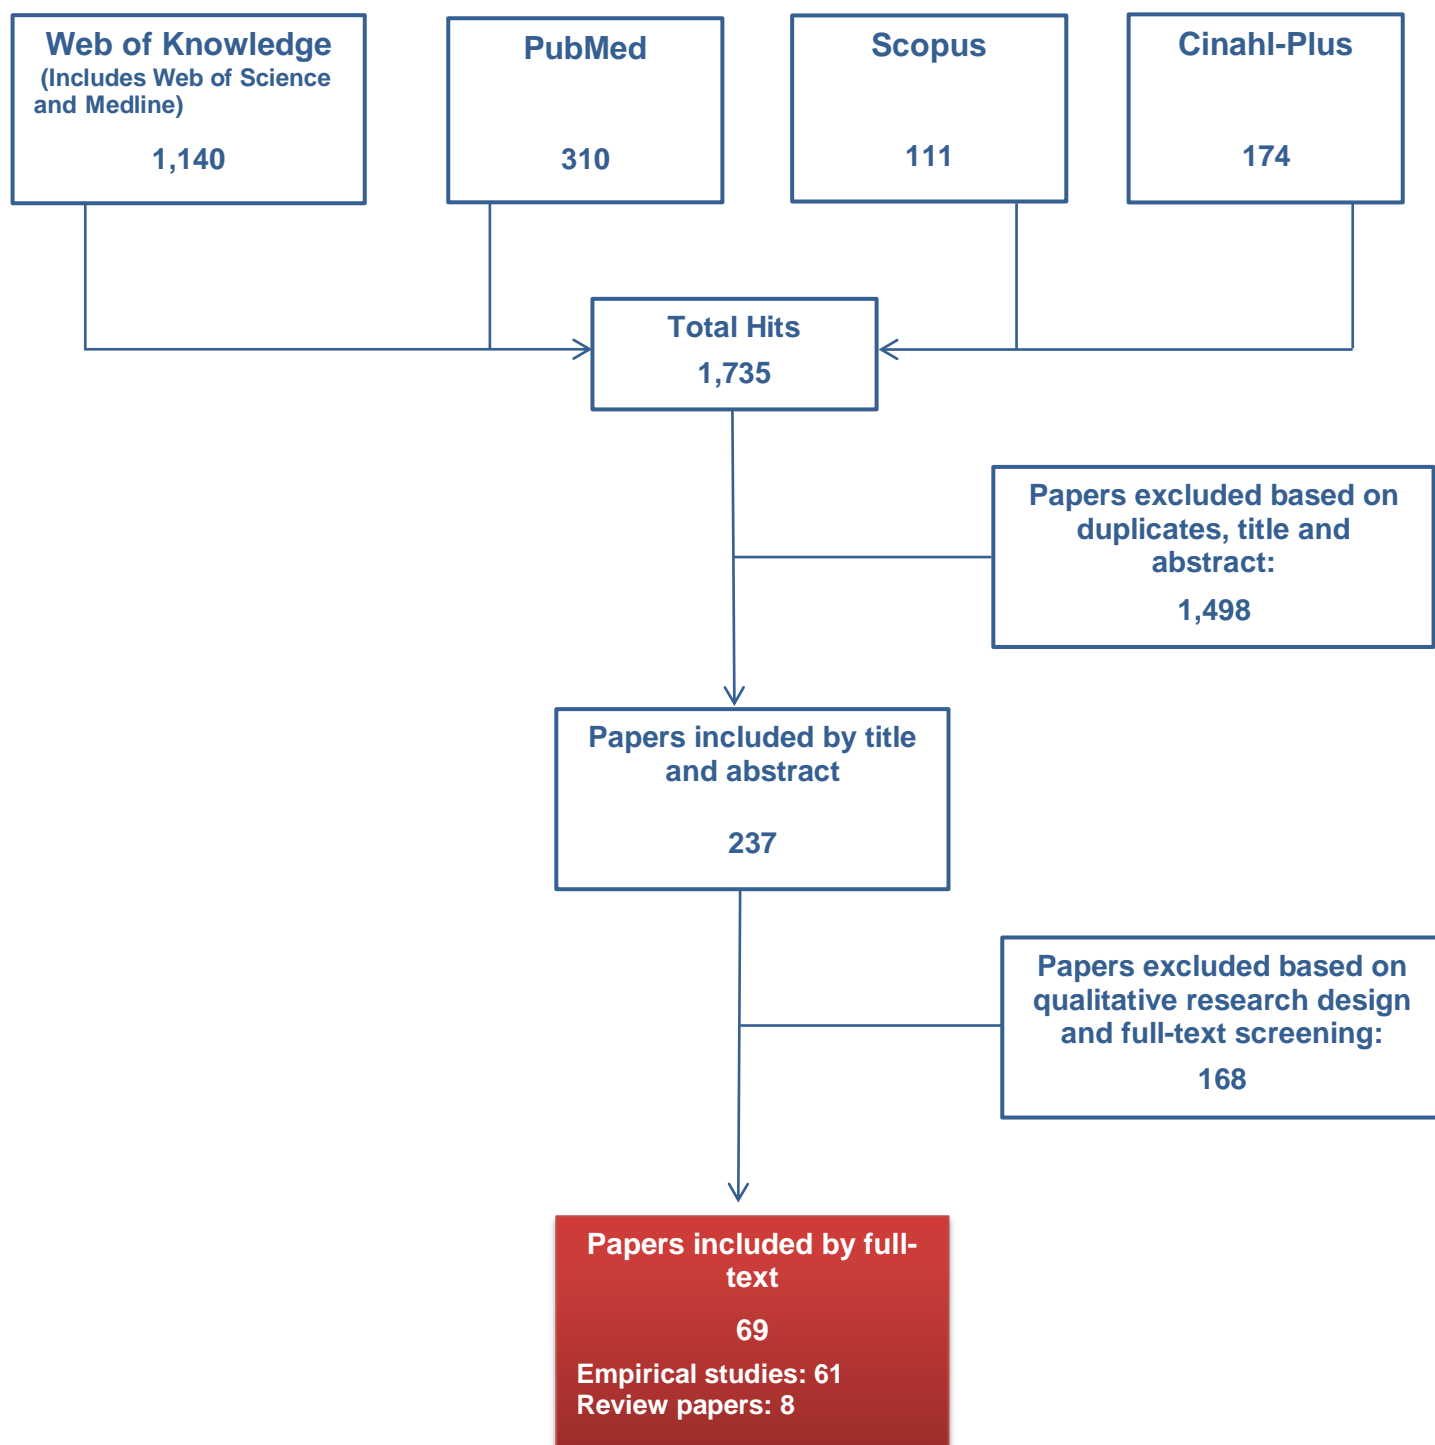 Web of Knowledge
(Includes Web of Science
and Medline)
1,140
PubMed
310
Scopus
111
Cinahl-Plus
174
Total Hits
1,735
Papers excluded based on
duplicates, title and
abstract:
1,498
Papers included by title
and abstract
237
Papers excluded based on
qualitative research design
and full-text screening:
168
Papers included by full-
text
69
Empirical studies: 61
Review papers: 8